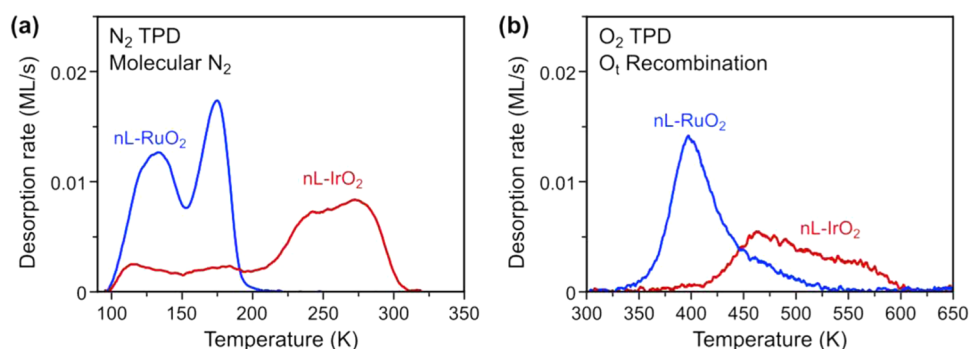 (a)
N₂ TPD
Molecular N₂
nL-RuO₂
nL-IrO₂
Desorption rate (ML/s)
0.02
0.01
0.00
100 150 200 250 300 350
Temperature (K)
(b)
O₂ TPD
Oₜ Recombination
nL-RuO₂
nL-IrO₂
Desorption rate (ML/s)
0.02
0.01
0.00
300 350 400 450 500 550 600 650
Temperature (K)